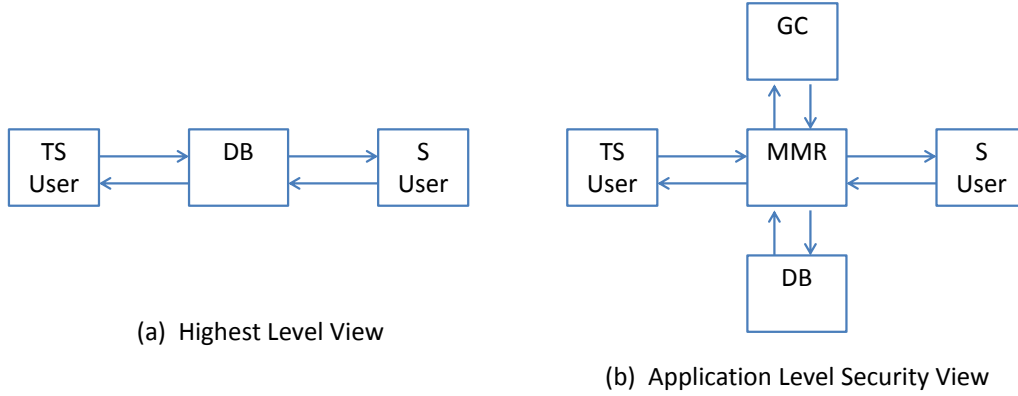 TS
User
DB
S
User
(a) Highest Level View
GC
TS
User
MMR
S
User
DB
(b) Application Level Security View